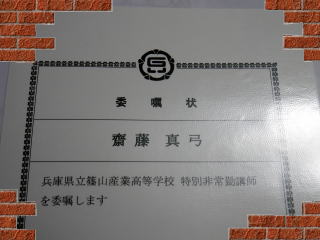 委嘱状
齋藤真弓
兵庫県立篠山産業高等学校 特別非常勤講師
を委嘱します